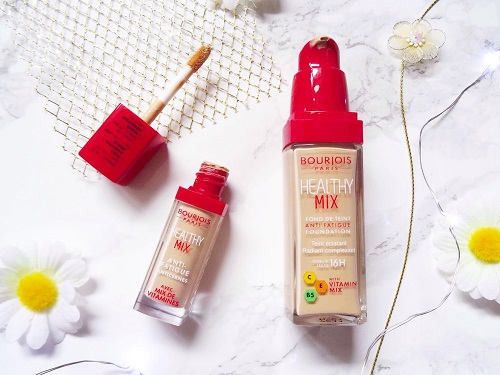 BOURJOIS
PARIS
HEALTHY
MIX
ANTI-
FATIGUE
AVEC
MIX DE
VITAMINES
BOURJOIS
PARIS
HEALTHY
MIX
FOND DE TEINT
ANTI FATIGUE
FOUNDATION
Teint éclatant
Radiant complexion
16H
C
E
B5
WITH
VITAMIN
MIX